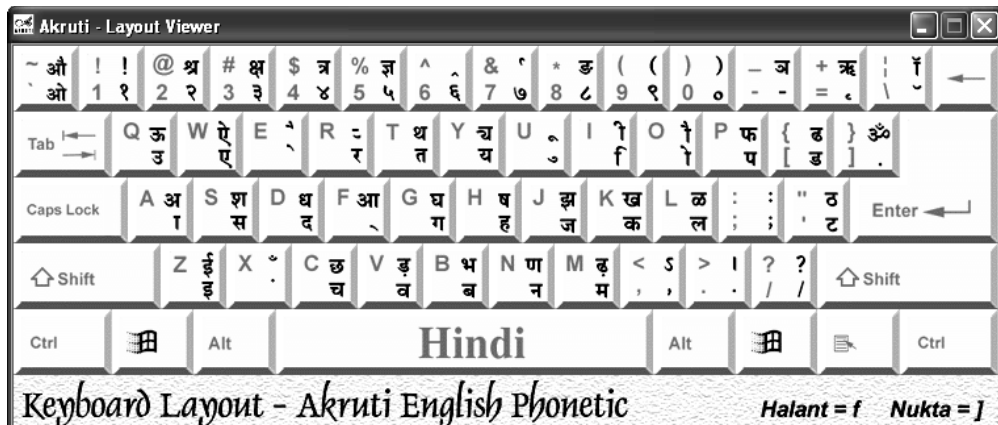 Akruti - Layout Viewer
~ औ ! ! @ श्र # क्ष $ त्र % ज्ञ ^ ‸ & ॅ * ङ ( ( ) ) _ ञ + ऋ ¦ ॉ
` ओ 1 १ 2 २ 3 ३ 4 ४ 5 ५ 6 ६ 7 ७ 8 ८ 9 ९ 0 ० - - = \
Tab Q ऊ W ऐ E ै R T थ Y U ू I ी O ौ P फ { ढ } ॐ
उ ए े र त य ु ि ो प [ ड ] .
Caps Lock A अ S श D ध F आ G घ H ष J झ K ख L ळ : : " ठ Enter
ा स द ् ग ह ज क ल ; ; ' ट
Shift Z ई X ँ C छ V ड़ B भ N ण M ढ़ < ऽ > । ? ? Shift
इ ं च व ब न म , , . . / /
Ctrl Alt Hindi Alt Ctrl
Keyboard Layout - Akruti English Phonetic Halant = f Nukta = ]